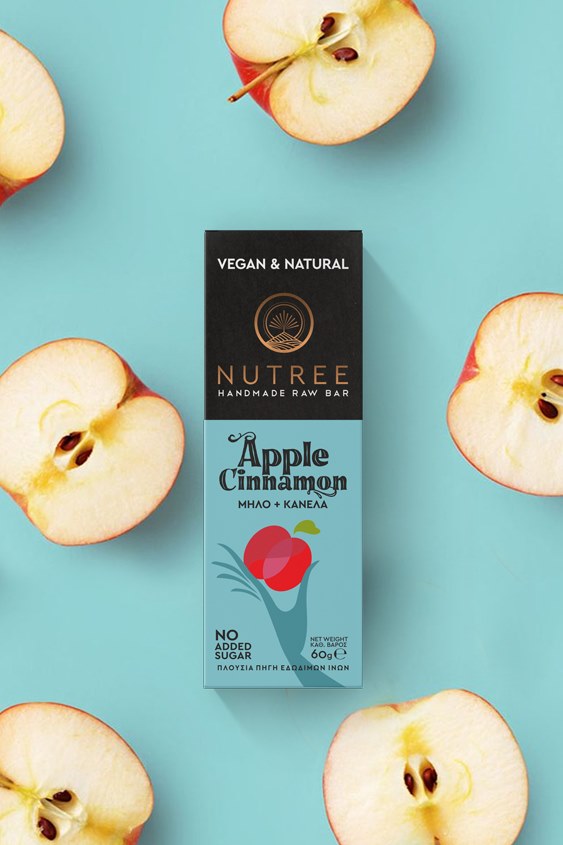 VEGAN & NATURAL
NUTREE
HANDMADE RAW BAR
Apple
Cinnamon
ΜΗΛΟ + ΚΑΝΕΛΑ
NO
ADDED
SUGAR
NET WEIGHT
ΚΑΘ. ΒΑΡΟΣ
60g ℮
ΠΛΟΥΣΙΑ ΠΗΓΗ ΕΔΩΔΙΜΩΝ ΙΝΩΝ